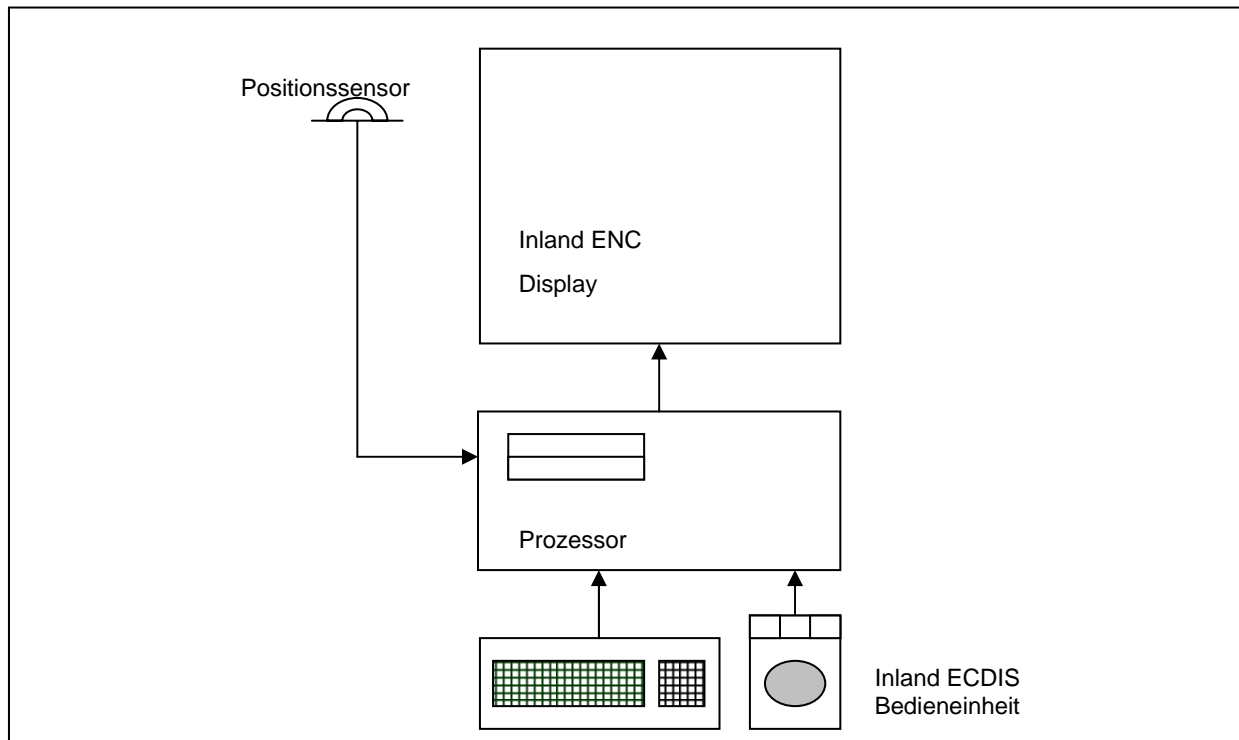 Positionssensor
Inland ENC
Display
Prozessor
Inland ECDIS
Bedieneinheit